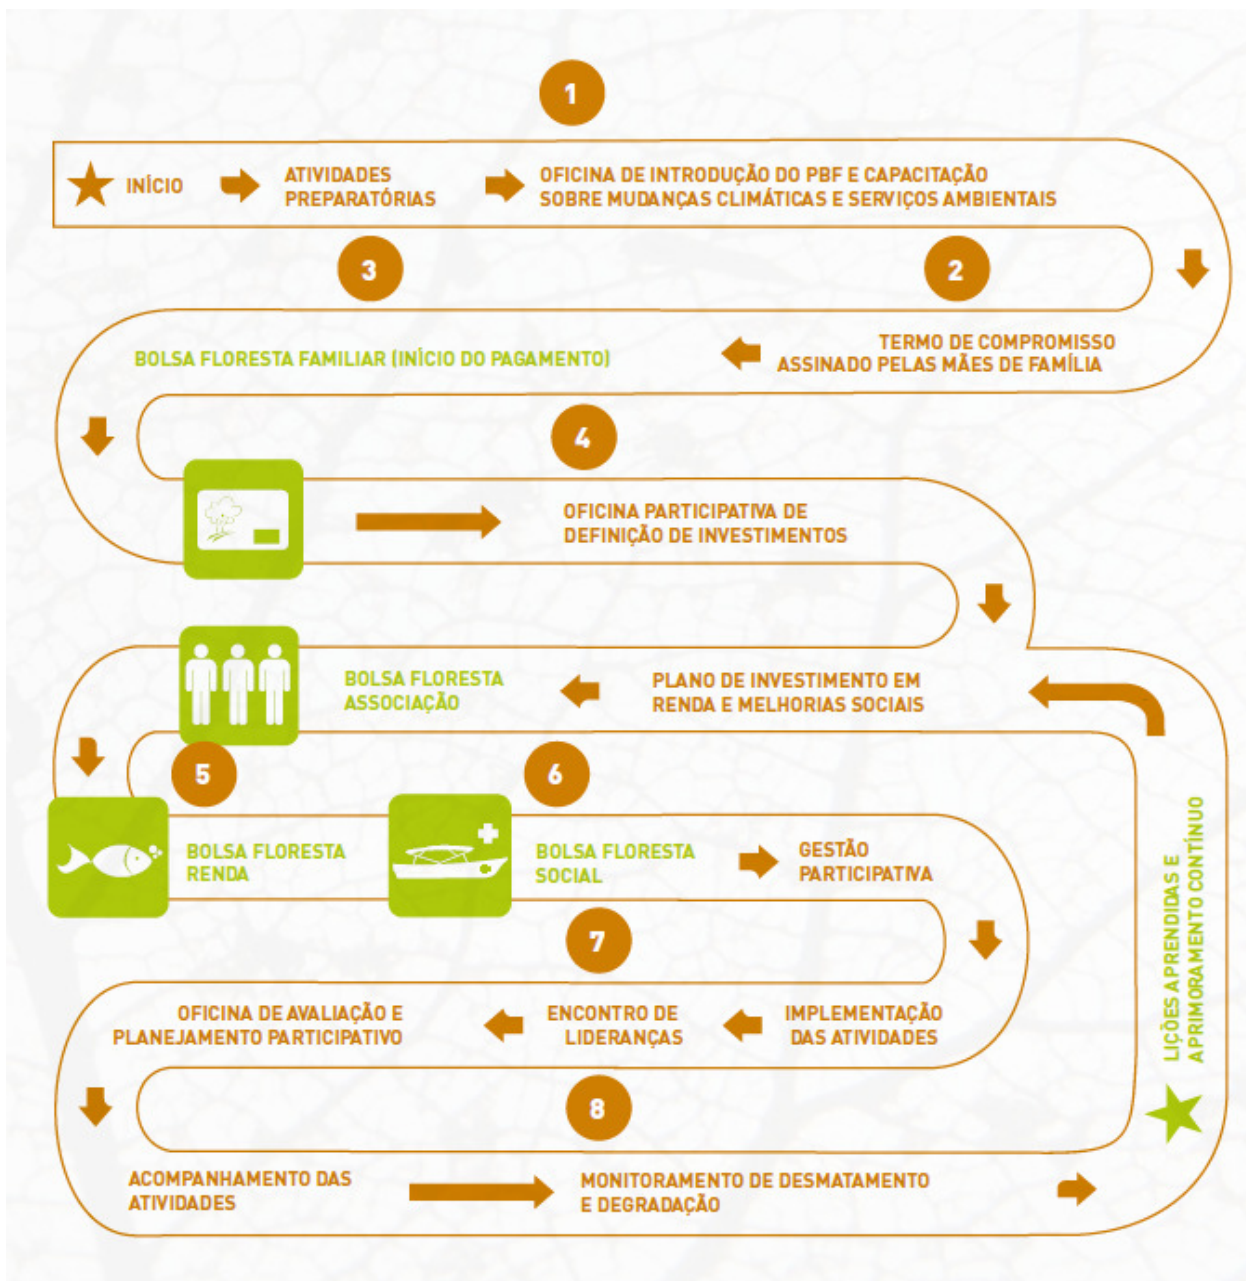 1
INÍCIO
ATIVIDADES
PREPARATÓRIAS
OFICINA DE INTRODUÇÃO DO PBF E CAPACITAÇÃO
SOBRE MUDANÇAS CLIMÁTICAS E SERVIÇOS AMBIENTAIS
2
TERMO DE COMPROMISSO
ASSINADO PELAS MÃES DE FAMÍLIA
3
BOLSA FLORESTA FAMILIAR (INÍCIO DO PAGAMENTO)
4
OFICINA PARTICIPATIVA DE
DEFINIÇÃO DE INVESTIMENTOS
PLANO DE INVESTIMENTO EM
RENDA E MELHORIAS SOCIAIS
BOLSA FLORESTA
ASSOCIAÇÃO
5
BOLSA FLORESTA
RENDA
6
BOLSA FLORESTA
SOCIAL
GESTÃO
PARTICIPATIVA
7
IMPLEMENTAÇÃO
DAS ATIVIDADES
ENCONTRO DE
LIDERANÇAS
OFICINA DE AVALIAÇÃO E
PLANEJAMENTO PARTICIPATIVO
8
ACOMPANHAMENTO DAS
ATIVIDADES
MONITORAMENTO DE DESMATAMENTO
E DEGRADAÇÃO
LIÇÕES APRENDIDAS E
APRIMORAMENTO CONTÍNUO